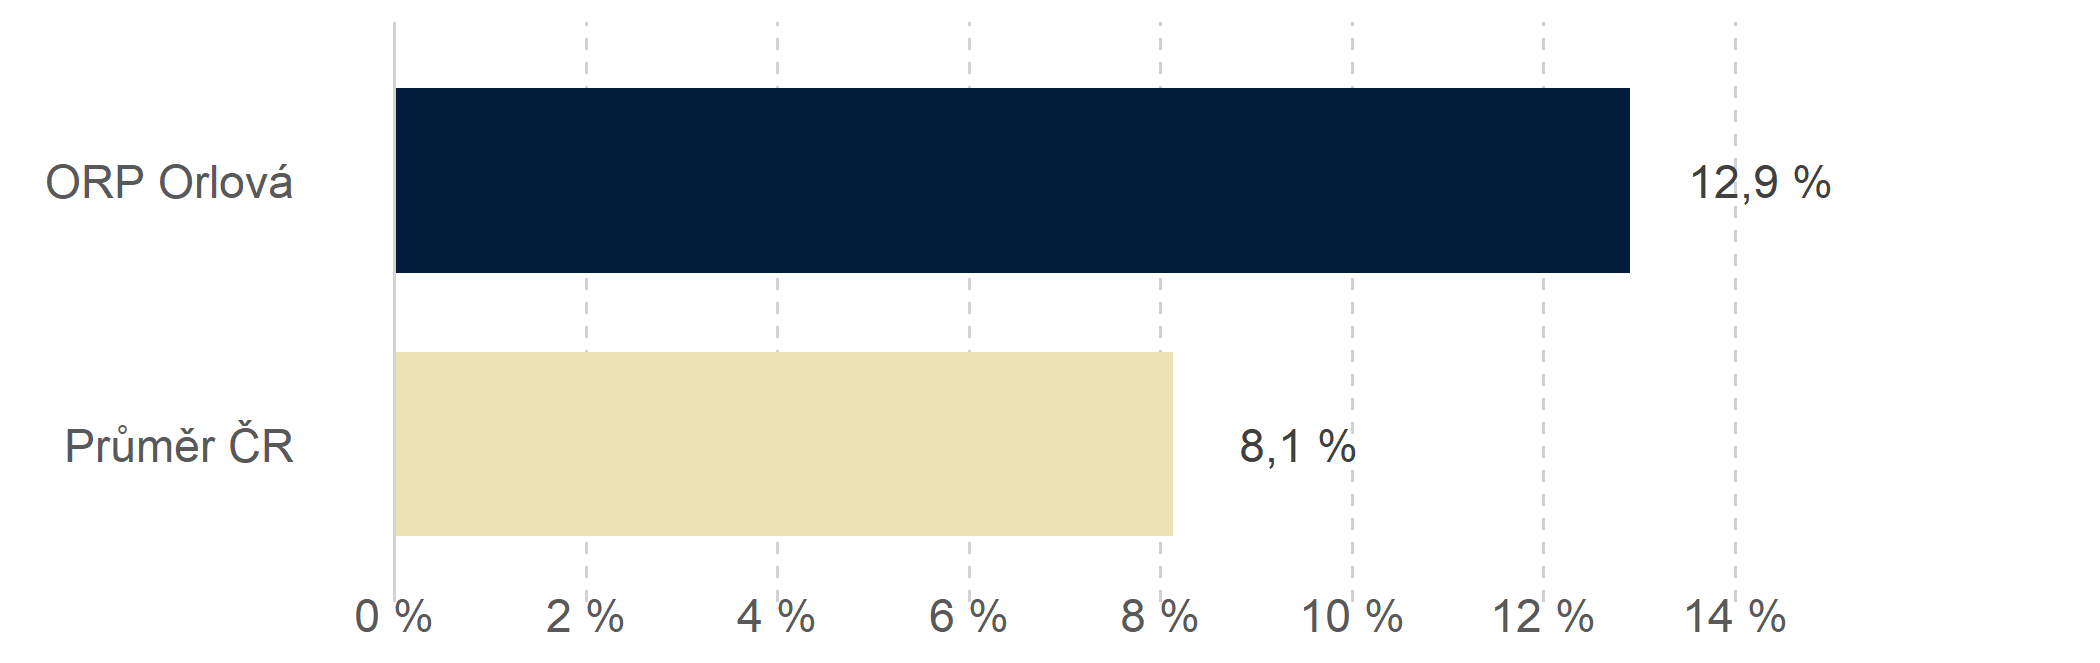 ORP Orlová
12,9 %
Průměr ČR
8,1 %
0 % 2 % 4 % 6 % 8 % 10 % 12 % 14 %